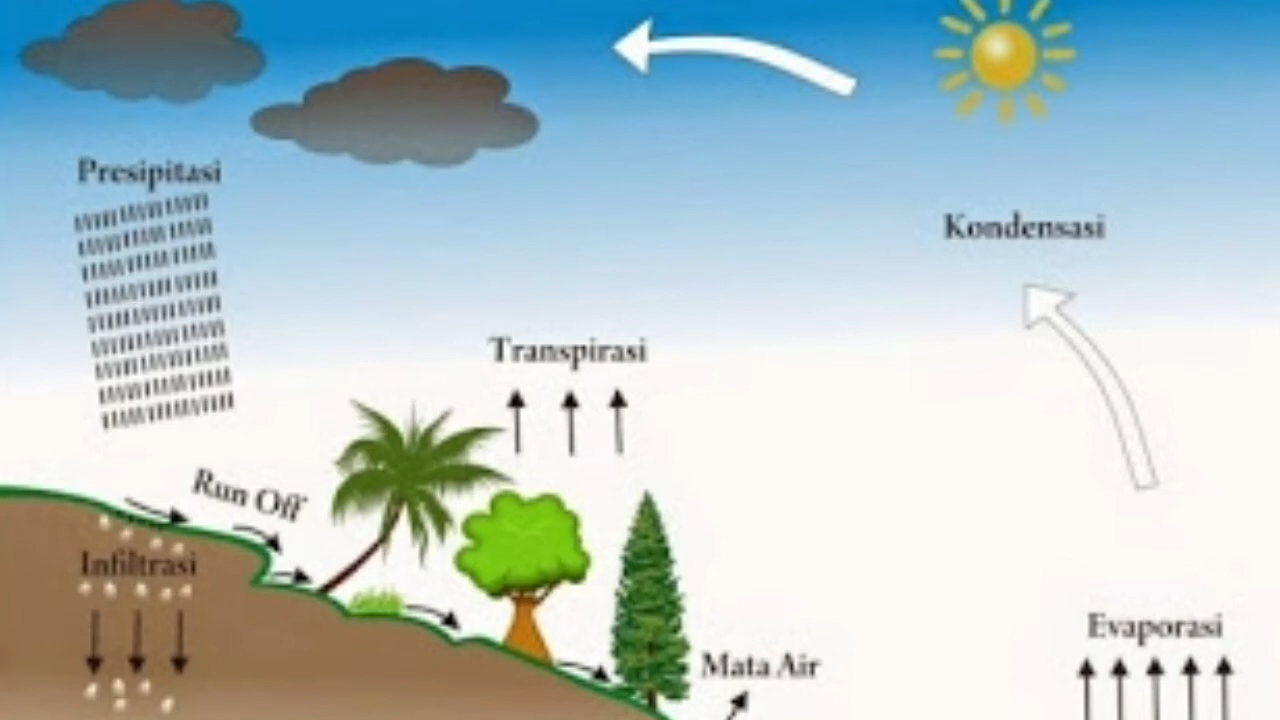 Presipitasi
Kondensasi
Transpirasi
Run Off
Infiltrasi
Evaporasi
Mata Air